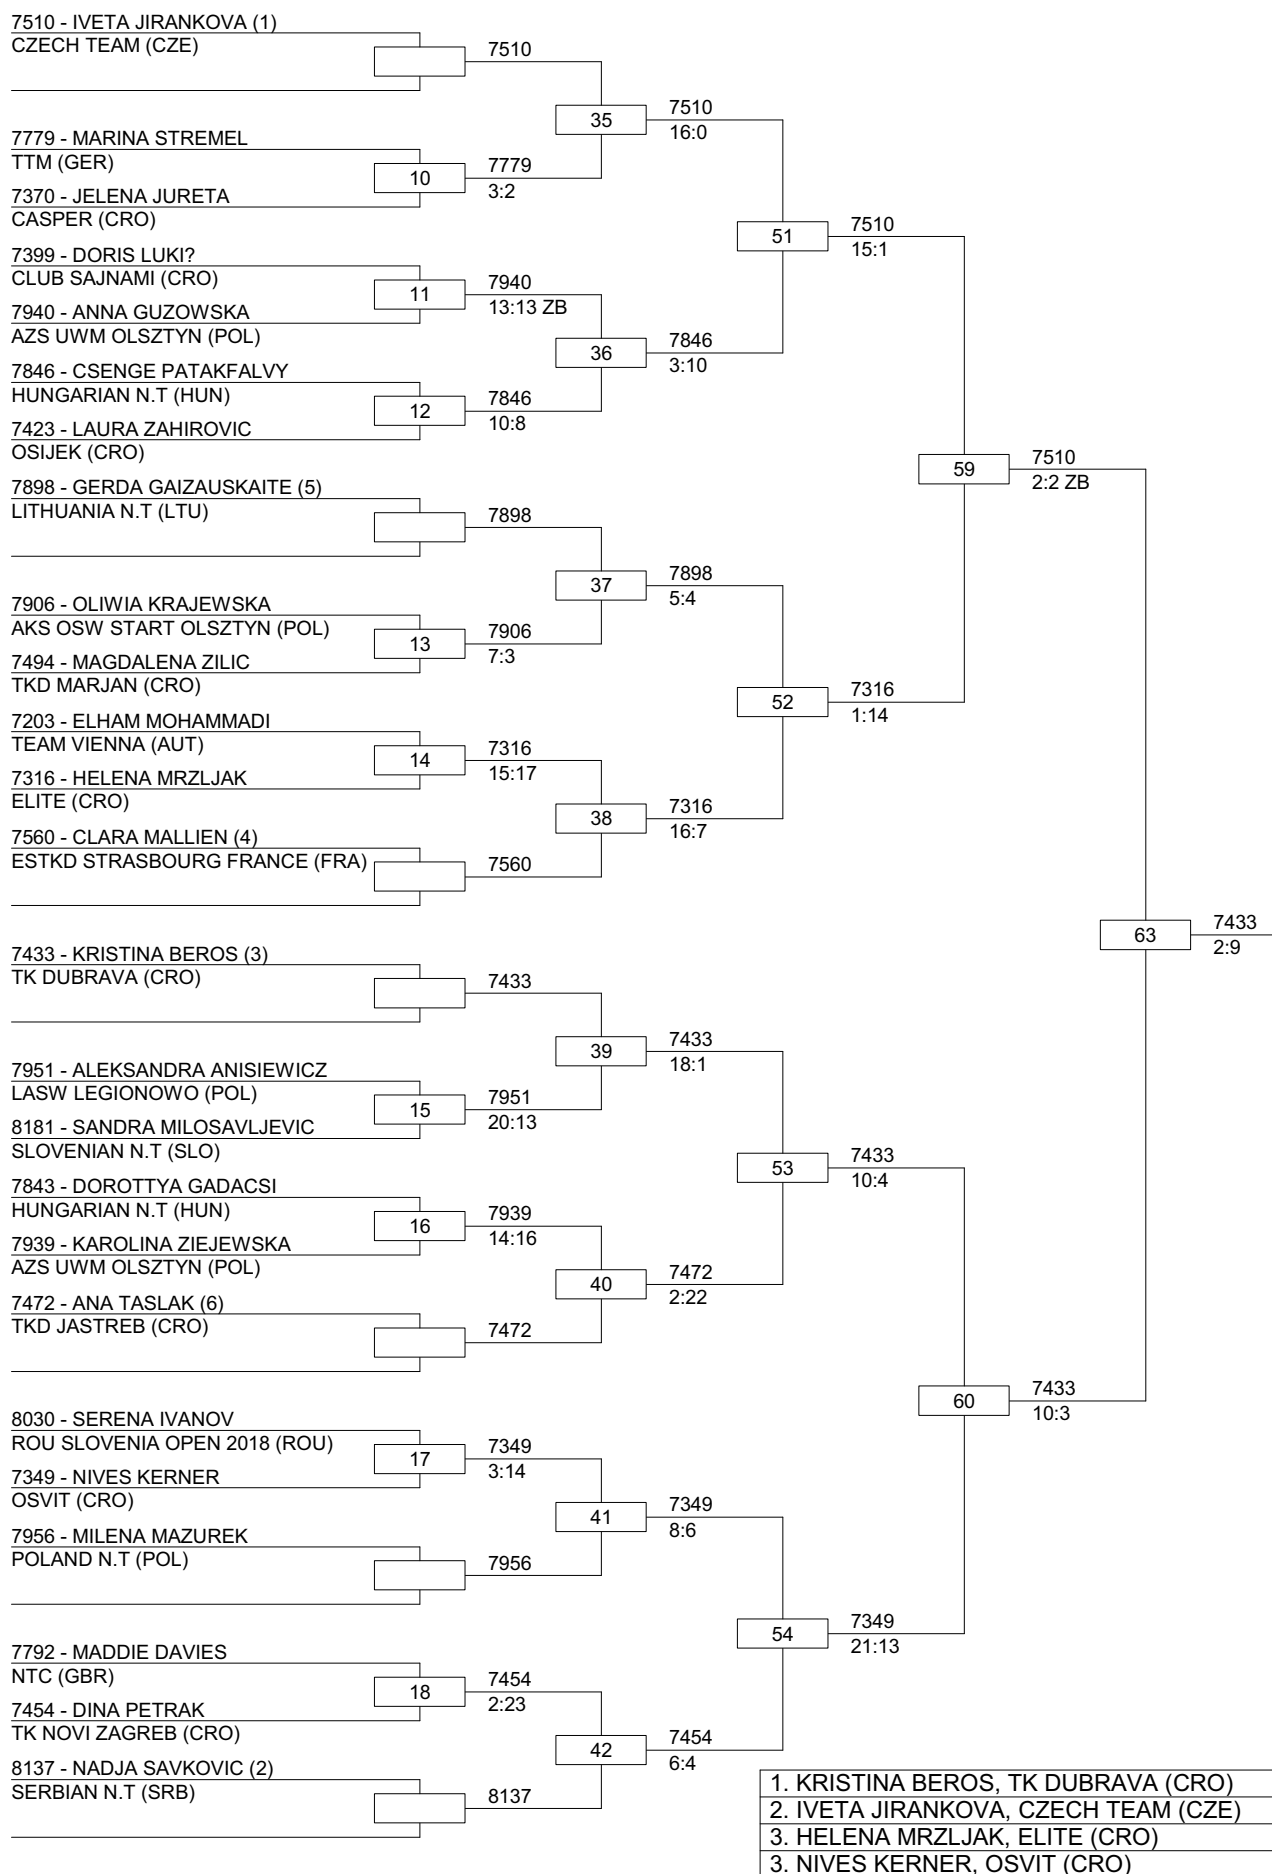 7510 - IVETA JIRANKOVA (1)
CZECH TEAM (CZE)
7510
35
7510
16:0
7779 - MARINA STREMEL
TTM (GER)
10
7779
3:2
7370 - JELENA JURETA
CASPER (CRO)
51
7510
15:1
7399 - DORIS LUKI?
CLUB SAJNAMI (CRO)
11
7940
13:13 ZB
7940 - ANNA GUZOWSKA
AZS UWM OLSZTYN (POL)
36
7846
3:10
7846 - CSENGE PATAKFALVY
HUNGARIAN N.T (HUN)
12
7846
10:8
7423 - LAURA ZAHIROVIC
OSIJEK (CRO)
59
7510
2:2 ZB
7898 - GERDA GAIZAUSKAITE (5)
LITHUANIA N.T (LTU)
7898
37
7898
5:4
7906 - OLIWIA KRAJEWSKA
AKS OSW START OLSZTYN (POL)
13
7906
7:3
7494 - MAGDALENA ZILIC
TKD MARJAN (CRO)
52
7316
1:14
7203 - ELHAM MOHAMMADI
TEAM VIENNA (AUT)
14
7316
15:17
7316 - HELENA MRZLJAK
ELITE (CRO)
38
7316
16:7
7560 - CLARA MALLIEN (4)
ESTKD STRASBOURG FRANCE (FRA)
7560
63
7433
2:9
7433 - KRISTINA BEROS (3)
TK DUBRAVA (CRO)
7433
39
7433
18:1
7951 - ALEKSANDRA ANISIEWICZ
LASW LEGIONOWO (POL)
15
7951
20:13
8181 - SANDRA MILOSAVLJEVIC
SLOVENIAN N.T (SLO)
53
7433
10:4
7843 - DOROTTYA GADACSI
HUNGARIAN N.T (HUN)
16
7939
14:16
7939 - KAROLINA ZIEJEWSKA
AZS UWM OLSZTYN (POL)
40
7472
2:22
7472 - ANA TASLAK (6)
TKD JASTREB (CRO)
7472
60
7433
10:3
8030 - SERENA IVANOV
ROU SLOVENIA OPEN 2018 (ROU)
17
7349
3:14
7349 - NIVES KERNER
OSVIT (CRO)
41
7349
8:6
7956 - MILENA MAZUREK
POLAND N.T (POL)
7956
54
7349
21:13
7792 - MADDIE DAVIES
NTC (GBR)
18
7454
2:23
7454 - DINA PETRAK
TK NOVI ZAGREB (CRO)
42
7454
6:4
8137 - NADJA SAVKOVIC (2)
SERBIAN N.T (SRB)
8137
1. KRISTINA BEROS, TK DUBRAVA (CRO)
2. IVETA JIRANKOVA, CZECH TEAM (CZE)
3. HELENA MRZLJAK, ELITE (CRO)
3. NIVES KERNER, OSVIT (CRO)